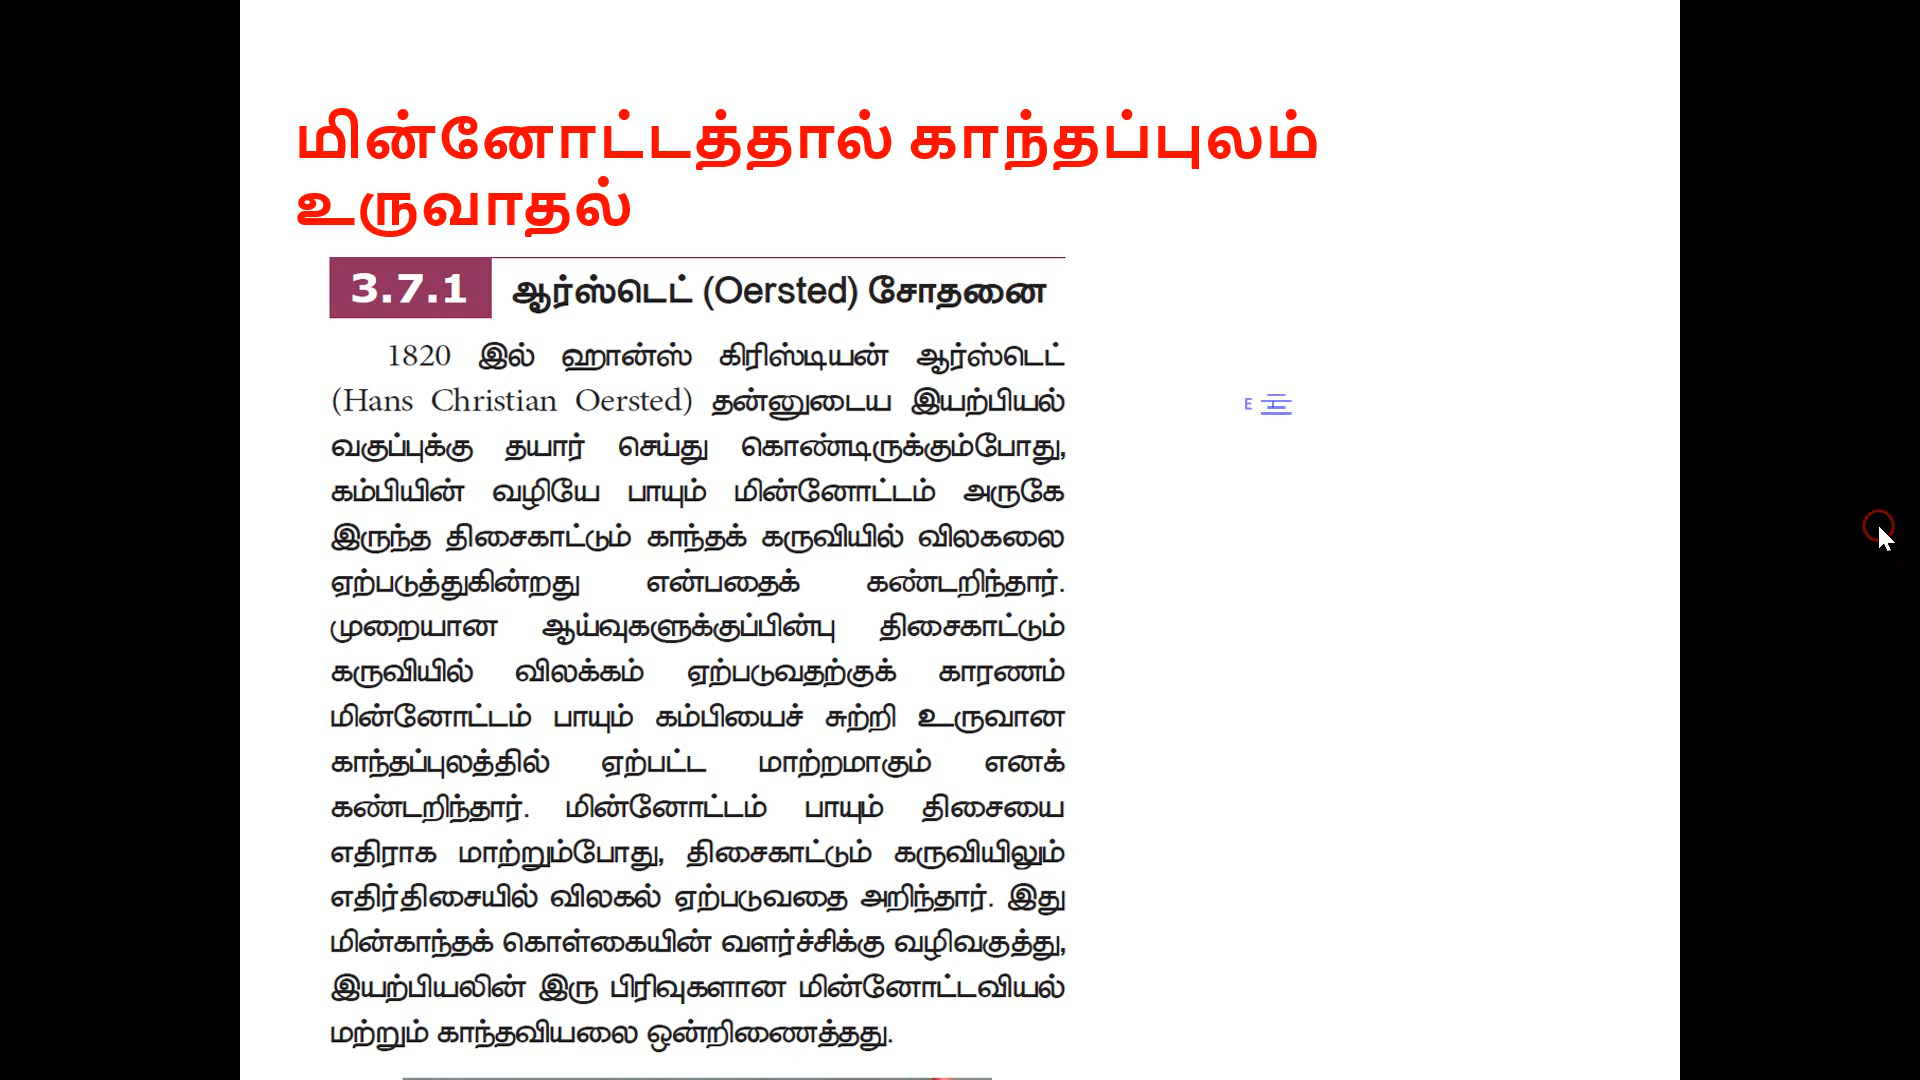 மின்னோட்டத்தால் காந்தப்புலம்
உருவாதல்
3.7.1 ஆர்ஸ்டெட் (Oersted) சோதனை
1820 இல் ஹான்ஸ் கிரிஸ்டியன் ஆர்ஸ்டெட்
(Hans Christian Oersted) தன்னுடைய இயற்பியல்
வகுப்புக்கு தயார் செய்து கொண்டிருக்கும்போது,
கம்பியின் வழியே பாயும் மின்னோட்டம் அருகே
இருந்த திசைகாட்டும் காந்தக் கருவியில் விலகலை
ஏற்படுத்துகின்றது என்பதைக் கண்டறிந்தார்.
முறையான ஆய்வுகளுக்குப்பின்பு திசைகாட்டும்
கருவியில் விலக்கம் ஏற்படுவதற்குக் காரணம்
மின்னோட்டம் பாயும் கம்பியைச் சுற்றி உருவான
காந்தப்புலத்தில் ஏற்பட்ட மாற்றமாகும் எனக்
கண்டறிந்தார். மின்னோட்டம் பாயும் திசையை
எதிராக மாற்றும்போது, திசைகாட்டும் கருவியிலும்
எதிர்திசையில் விலகல் ஏற்படுவதை அறிந்தார். இது
மின்காந்தக் கொள்கையின் வளர்ச்சிக்கு வழிவகுத்து,
இயற்பியலின் இரு பிரிவுகளான மின்னோட்டவியல்
மற்றும் காந்தவியலை ஒன்றிணைத்தது.